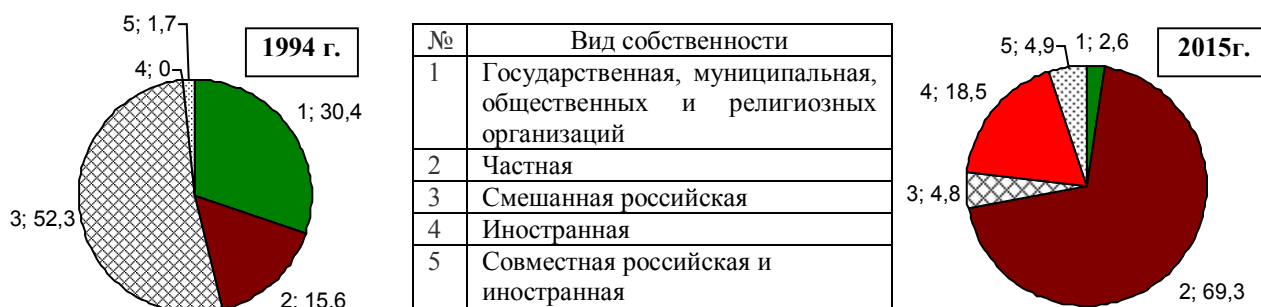 5; 1,7
1994 г.
4; 0
1; 30,4
3; 52,3
2; 15,6
№ Вид собственности
1 Государственная, муниципальная,
общественных и религиозных
организаций
2 Частная
3 Смешанная российская
4 Иностранная
5 Совместная российская и
иностранная
5; 4,9
1; 2,6
2015г.
4; 18,5
3; 4,8
2; 69,3